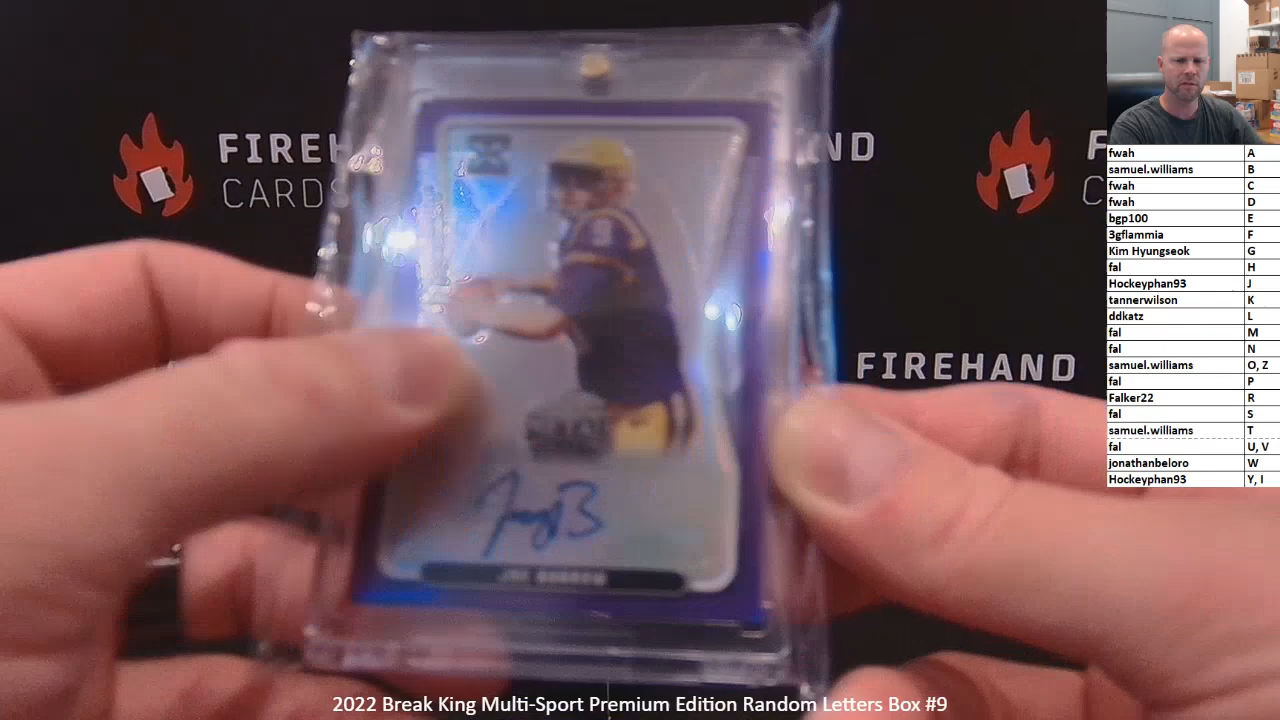 FIREH
CARDS
ND
F
C
FIREHAND
fwah A
samuel.williams B
fwah C
fwah D
bgp100 E
3gflammia F
Kim Hyungseok G
fal H
Hockeyphan93 J
tannerwilson K
ddkatz L
fal M
fal N
samuel.williams O, Z
fal P
Falker22 R
fal S
samuel.williams T
fal U, V
jonathanbeloro W
Hockeyphan93 Y, I
JOE BURROW
2022 Break King Multi-Sport Premium Edition Random Letters Box #9